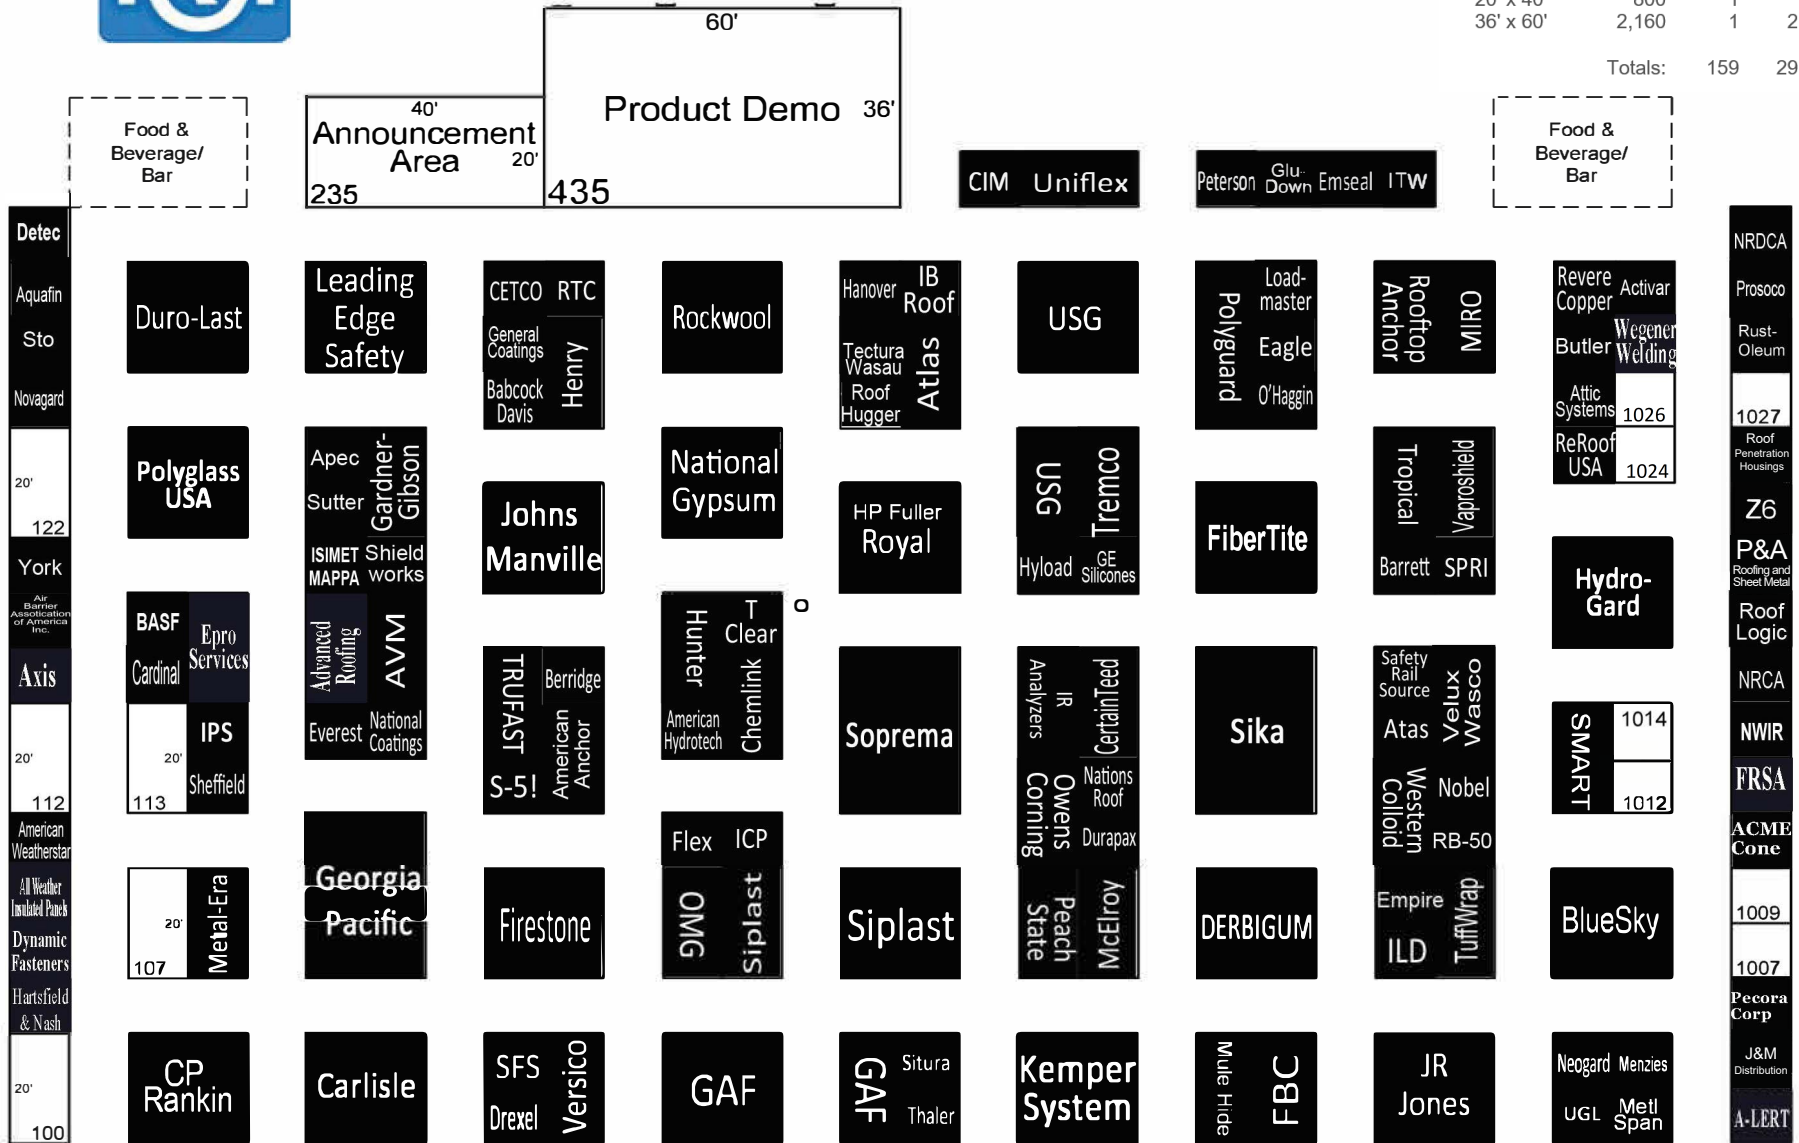 20' x 40' 800 1
36' x 60' 2,160 1 2
Totals: 159 29
60'
Product Demo 36'
435
40'
Announcement
Area
20'
235
Food &
Beverage/
Bar
CIM Uniflex
Peterson
Glu-
Down
Emseal
ITW
Food &
Beverage/
Bar
Detec
Aquafin
Sto
Novagard
20'
122
York
Air
Barrier
Assotication
of America
Inc.
Axis
20'
112
American
Weatherstar
All Weather
Insulated Panels
Dynamic
Fasteners
Hartsfield
& Nash
20'
100
Duro-Last
Polyglass
USA
BASF
Epro
Services
Cardinal
20'
113
IPS
Sheffield
20'
107
Metal-Era
CP
Rankin
Leading
Edge
Safety
Apec
Sutter
Gardner-
Gibson
ISIMET
MAPPA
Shield
works
Advanced
Roofing
AVM
Everest
National
Coatings
Georgia
Pacific
Carlisle
CETCO
RTC
General
Coatings
Babcock
Davis
Henry
Johns
Manville
TRUFAST
Berridge
American
Anchor
S-5!
Firestone
SFS
Drexel
Versico
Rockwool
National
Gypsum
Hunter
T
Clear
Chemlink
American
Hydrotech
Flex
ICP
OMG
Siplast
GAF
Hanover
IB
Roof
Tectura
Wasau
Roof
Hugger
Atlas
HP Fuller
Royal
O
Soprema
Siplast
GAF
Situra
Thaler
USG
USG
Tremco
Hyload
GE
Silicones
IR
Analyzers
CertainTeed
Owens
Corning
Nations
Roof
Durapax
Peach
State
McElroy
Kemper
System
Polyguard
Load-
master
Eagle
O'Haggin
FiberTite
Sika
DERBIGUM
Mule Hide
FBC
Rooftop
Anchor
MIRO
Tropical
Vaproshield
Barrett
SPRI
Safety
Rail
Source
Velux
Wasco
Atas
Western
Colloid
Nobel
RB-50
Empire
TuffWrap
ILD
JR
Jones
Revere
Copper
Activar
Butler
Wegener
Welding
Attic
Systems
1026
ReRoof
USA
1024
Hydro-
Gard
SMART
1014
1012
BlueSky
Neogard
Menzies
UGL
Metl
Span
NRDCA
Prosoco
Rust-
Oleum
1027
Roof
Penetration
Housings
Z6
P&A
Roofing and
Sheet Metal
Roof
Logic
NRCA
NWIR
FRSA
ACME
Cone
1009
1007
Pecora
Corp
J&M
Distribution
A-LERT